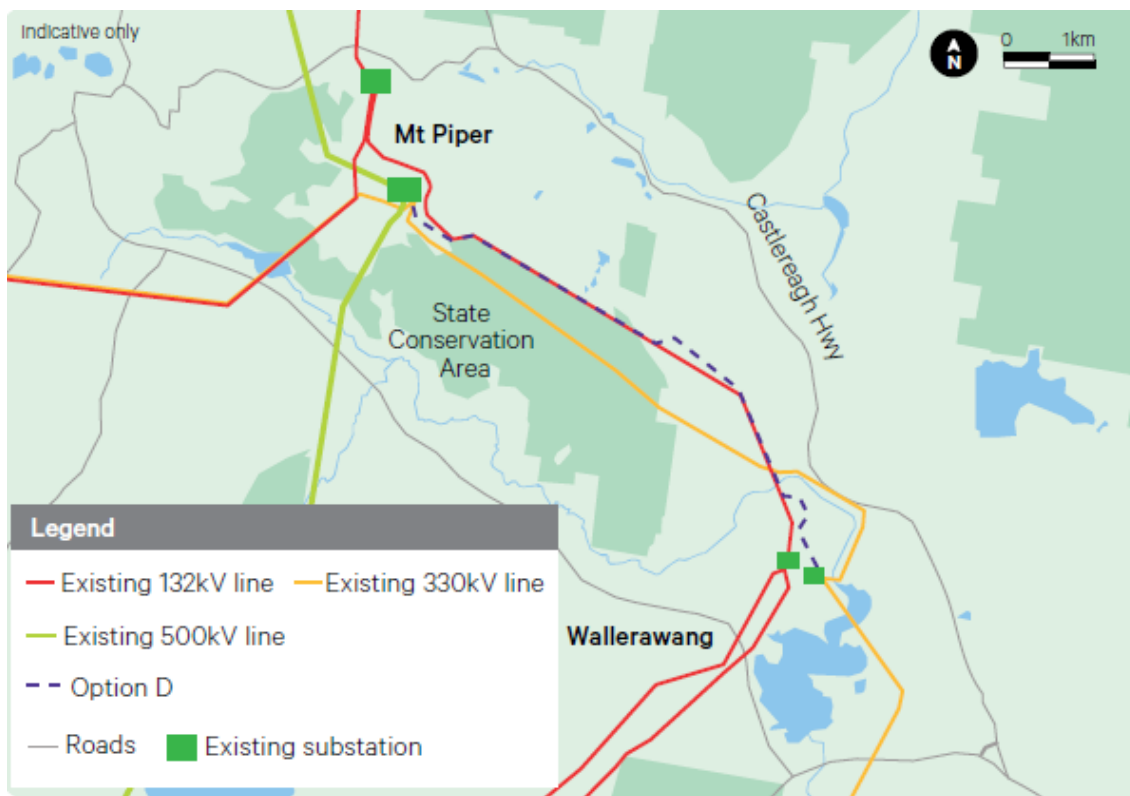 Indicative only
A
N
0 1km
Mt Piper
Castlereagh Hwy
State
Conservation
Area
Legend
Existing 132kV line
Existing 330kV line
Existing 500kV line
Option D
Roads
Existing substation
Wallerawang